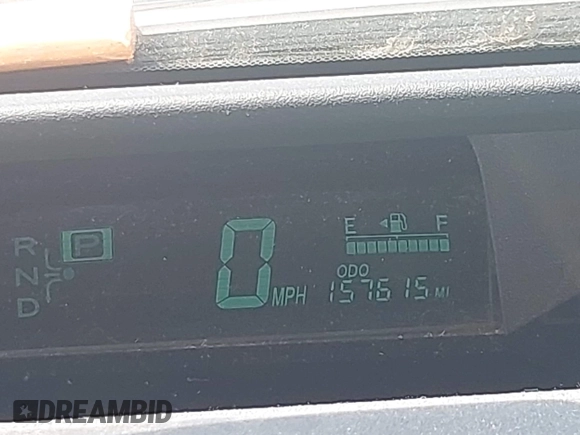 E F
R P
N
D
0 MPH
ODO
157615 MI
DREAMBID